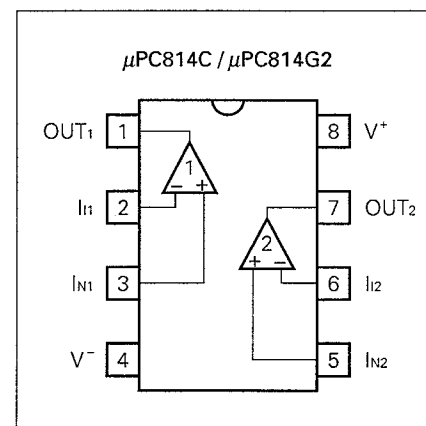 μPC814C / μPC814G2
OUT1 1 8 V+
1
- +
II1 2 7 OUT2
2
+ -
IN1 3 6 II2
V- 4 5 IN2